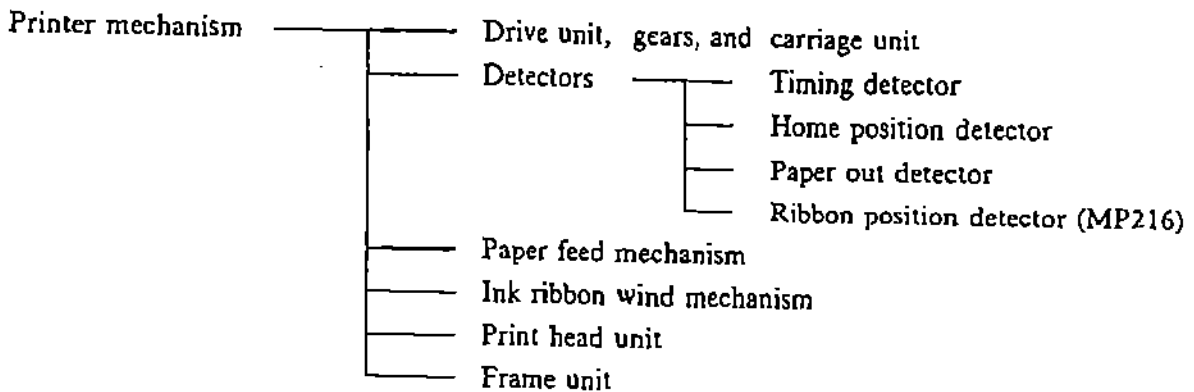 Printer mechanism
Drive unit, gears, and carriage unit
Detectors
Timing detector
Home position detector
Paper out detector
Ribbon position detector (MP216)
Paper feed mechanism
Ink ribbon wind mechanism
Print head unit
Frame unit